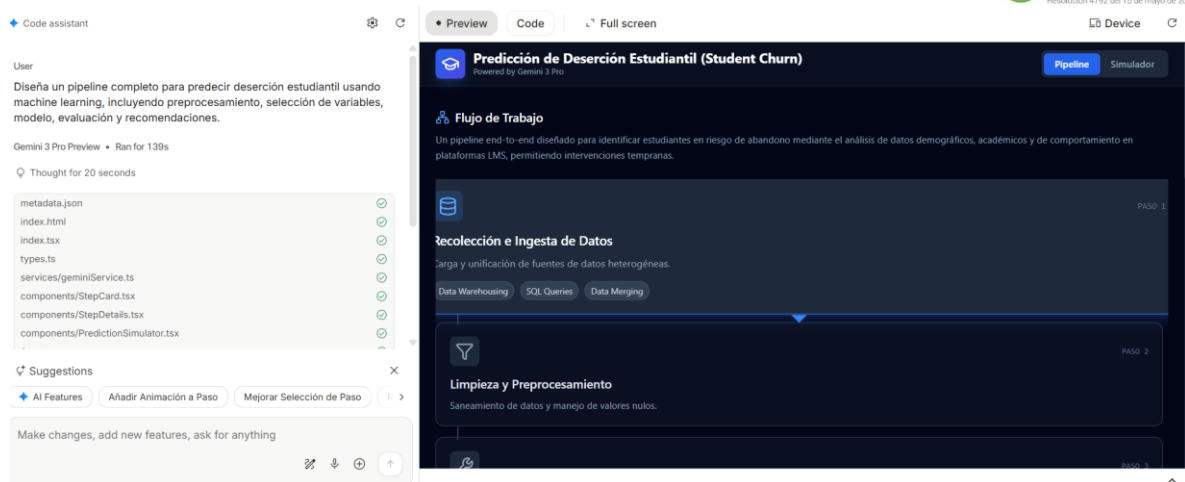 Resolución 4792 del 15 de mayo de 20
Code assistant
Preview
Code
Full screen
Device
User
Diseña un pipeline completo para predecir deserción estudiantil usando
machine learning, incluyendo preprocesamiento, selección de variables,
modelo, evaluación y recomendaciones.
Gemini 3 Pro Preview • Ran for 139s
Thought for 20 seconds
metadata.json
index.html
index.tsx
types.ts
services/geminiService.ts
components/StepCard.tsx
components/StepDetails.tsx
components/PredictionSimulator.tsx
Suggestions
AI Features
Añadir Animación a Paso
Mejorar Selección de Paso
Make changes, add new features, ask for anything
Predicción de Deserción Estudiantil (Student Churn)
Powered by Gemini 3 Pro
Pipeline
Simulador
Flujo de Trabajo
Un pipeline end-to-end diseñado para identificar estudiantes en riesgo de abandono mediante el análisis de datos demográficos, académicos y de comportamiento en
plataformas LMS, permitiendo intervenciones tempranas.
PASO 1
Recolección e Ingesta de Datos
Carga y unificación de fuentes de datos heterogéneas.
Data Warehousing
SQL Queries
Data Merging
PASO 2
Limpieza y Preprocesamiento
Saneamiento de datos y manejo de valores nulos.
PASO 3